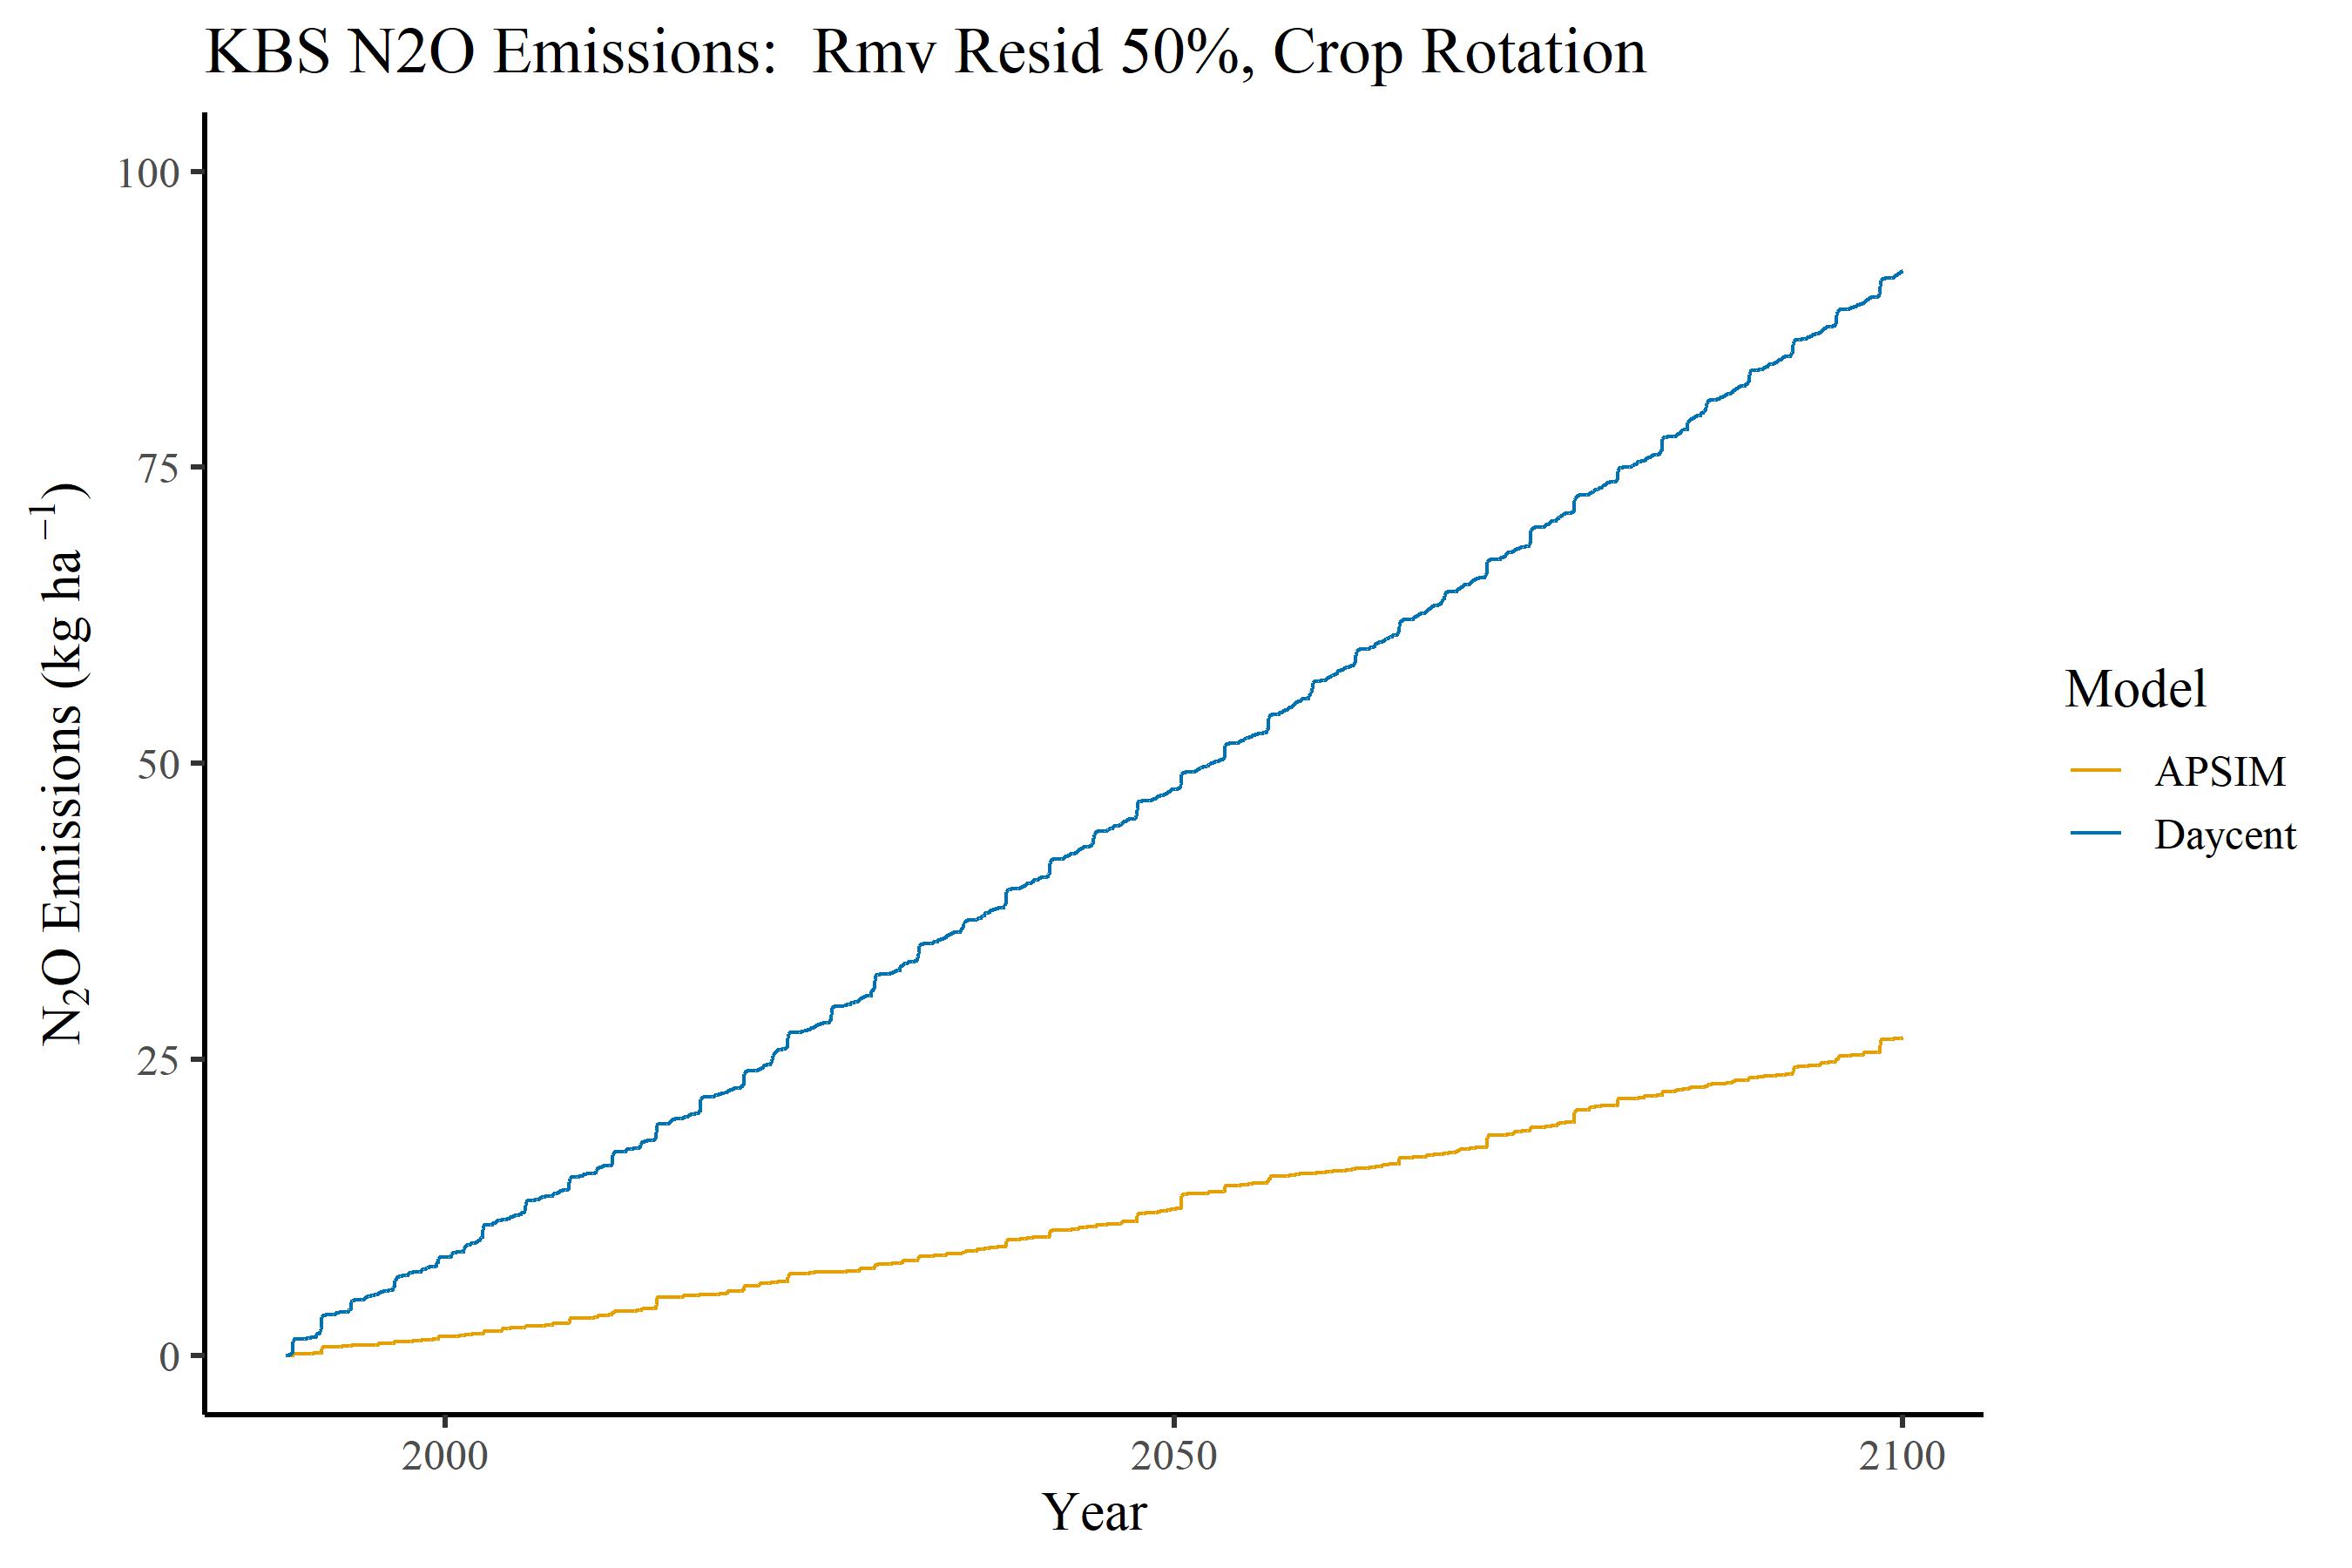 KBS N2O Emissions:  Rmv Resid 50%, Crop Rotation
N₂O Emissions (kg ha⁻¹)
100
75
50
25
0
2000
2050
2100
Year
Model
APSIM
Daycent